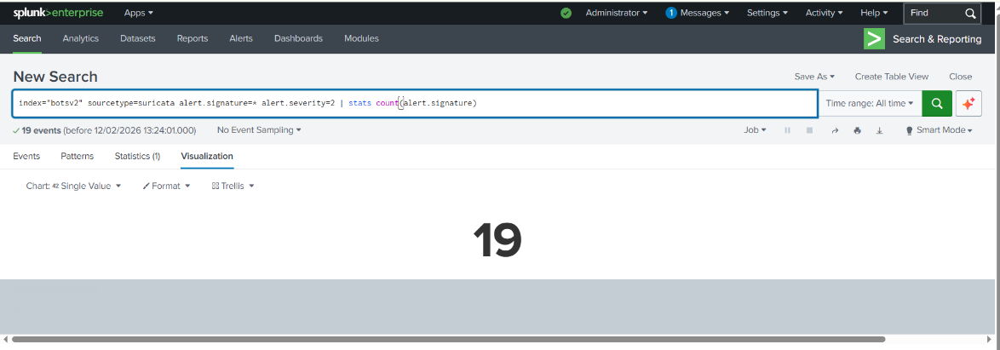 splunk>enterprise Apps Administrator 1 Messages Settings Activity Help Find
Search Analytics Datasets Reports Alerts Dashboards Modules > Search & Reporting
New Search Save As Create Table View Close
index="botsv2" sourcetype=suricata alert.signature=* alert.severity=2 | stats count(alert.signature) Time range: All time
19 events (before 12/02/2026 13:24:01.000) No Event Sampling Job Smart Mode
Events Patterns Statistics (1) Visualization
Chart: 42 Single Value Format Trellis
19